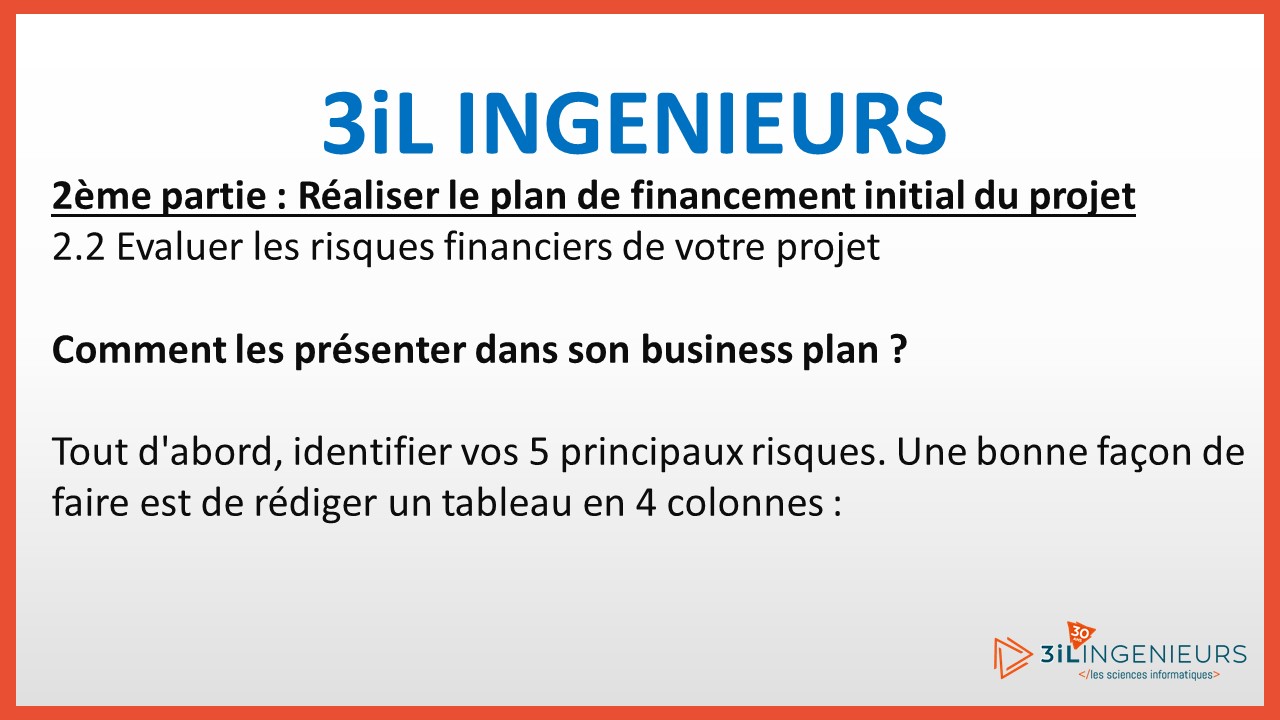 3iL INGENIEURS
2ème partie : Réaliser le plan de financement initial du projet
2.2 Evaluer les risques financiers de votre projet
Comment les présenter dans son business plan ?
Tout d'abord, identifier vos 5 principaux risques. Une bonne façon de
faire est de rédiger un tableau en 4 colonnes :
30
3iLINGENIEURS
</les sciences informatiques>